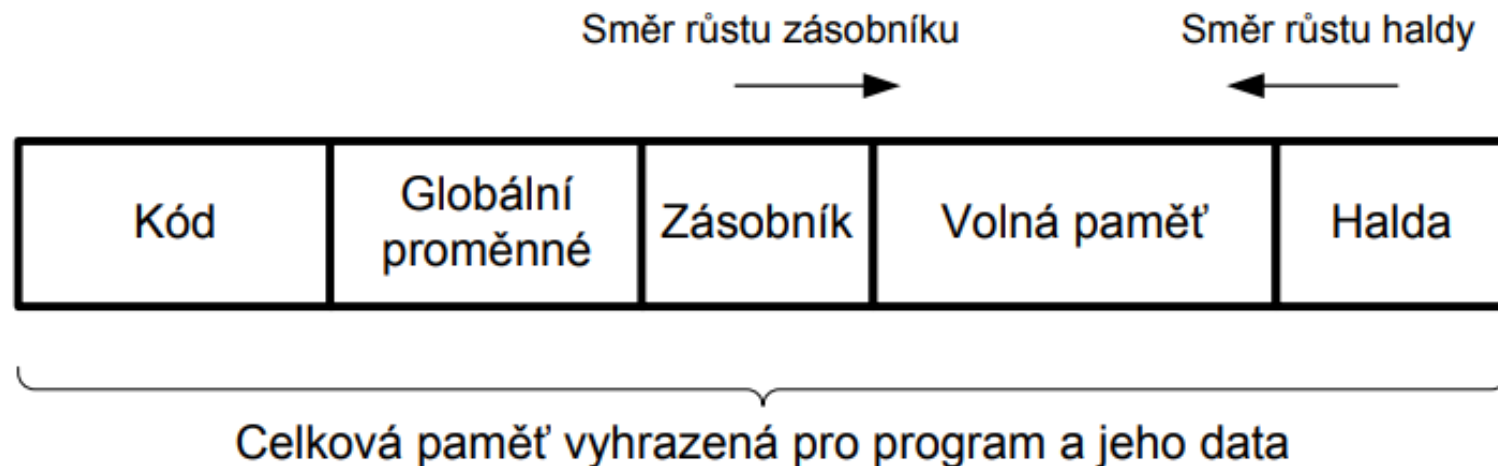 Směr růstu zásobníku
Směr růstu haldy
Kód
Globální
proměnné
Zásobník
Volná paměť
Halda
Celková paměť vyhrazená pro program a jeho data